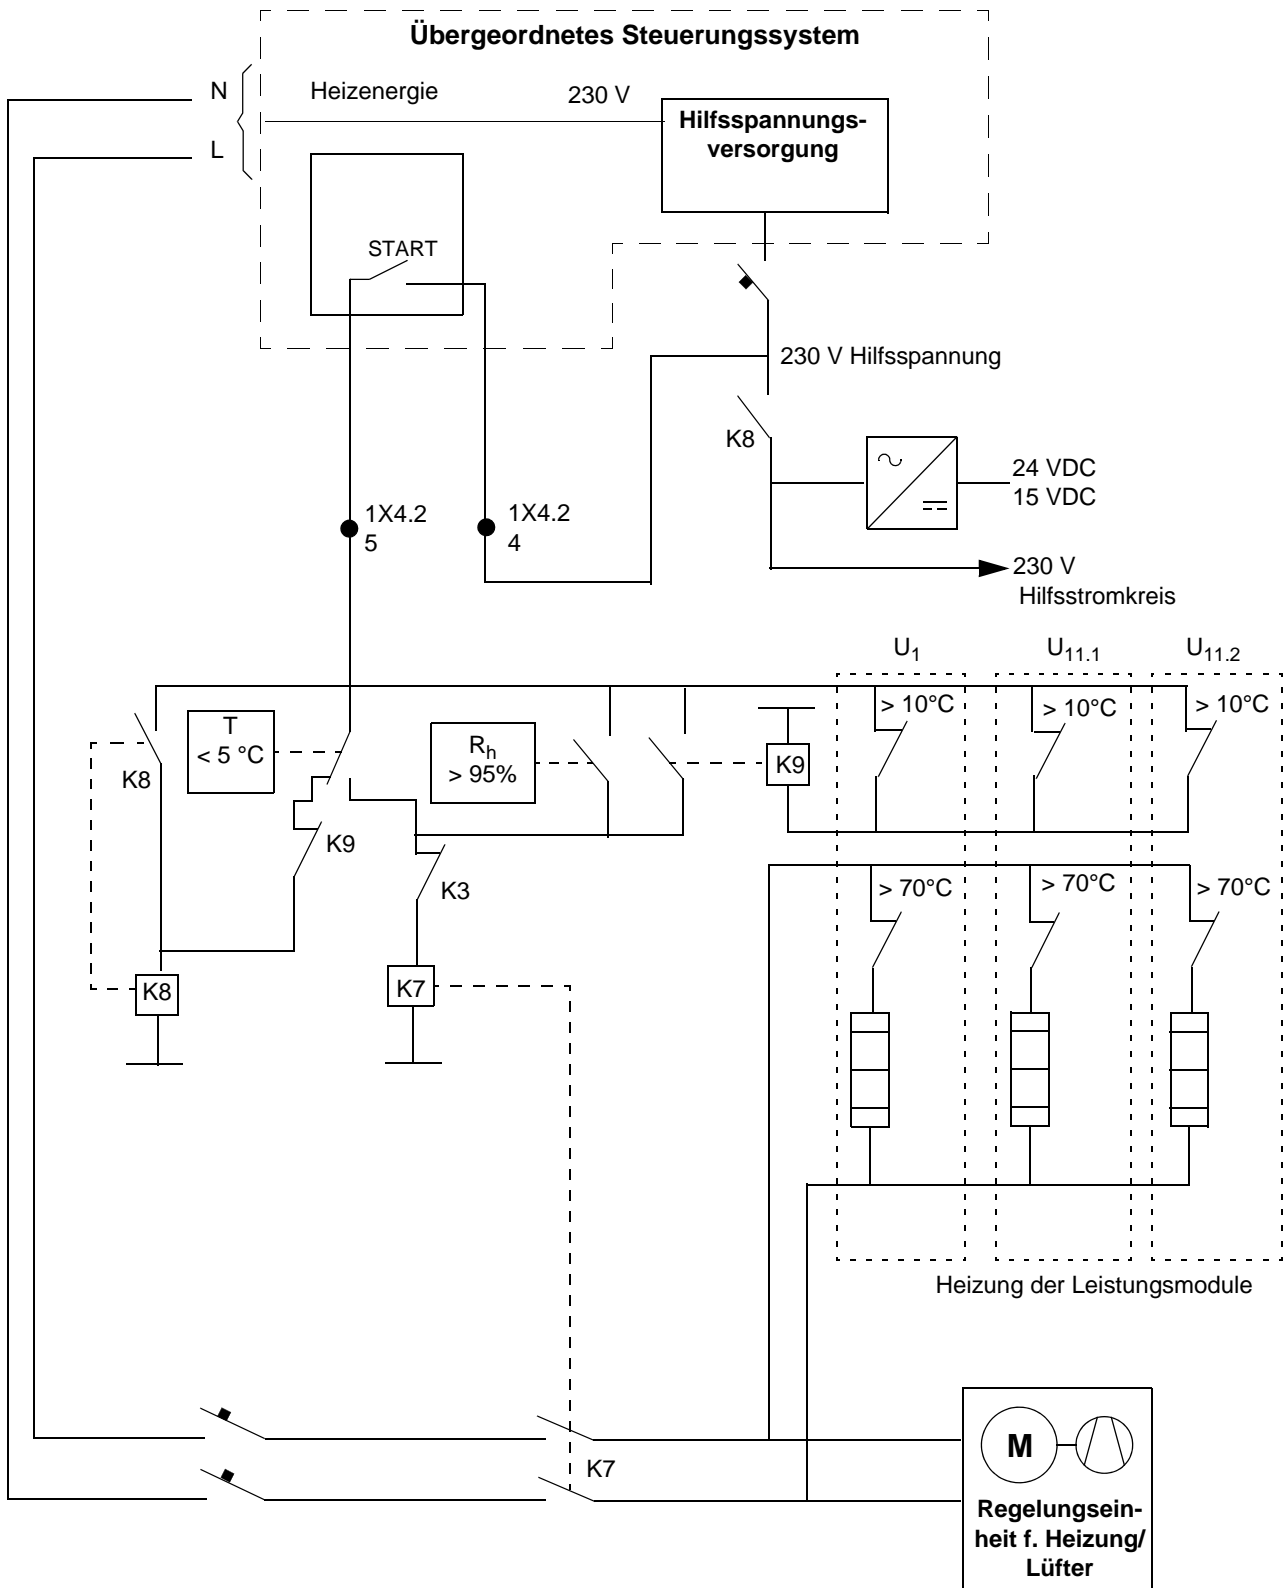 Übergeordnetes Steuerungssystem
N
Heizenergie
230 V
Hilfsspannungs-
versorgung
L
START
230 V Hilfsspannung
K8
24 VDC
15 VDC
1X4.2
5
1X4.2
4
230 V
Hilfsstromkreis
U1
U11.1
U11.2
> 10°C
> 10°C
> 10°C
T
< 5 °C
Rh
> 95%
K8
K9
K9
K3
> 70°C
> 70°C
> 70°C
K8
K7
Heizung der Leistungsmodule
M
K7
Regelungsein-
heit f. Heizung/
Lüfter